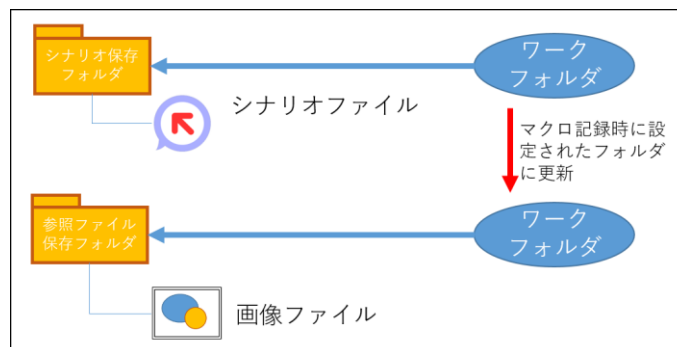 シナリオ保存
フォルダ
ワーク
フォルダ
シナリオファイル
マクロ記録時に設
定されたフォルダ
に更新
参照ファイル
保存フォルダ
ワーク
フォルダ
画像ファイル